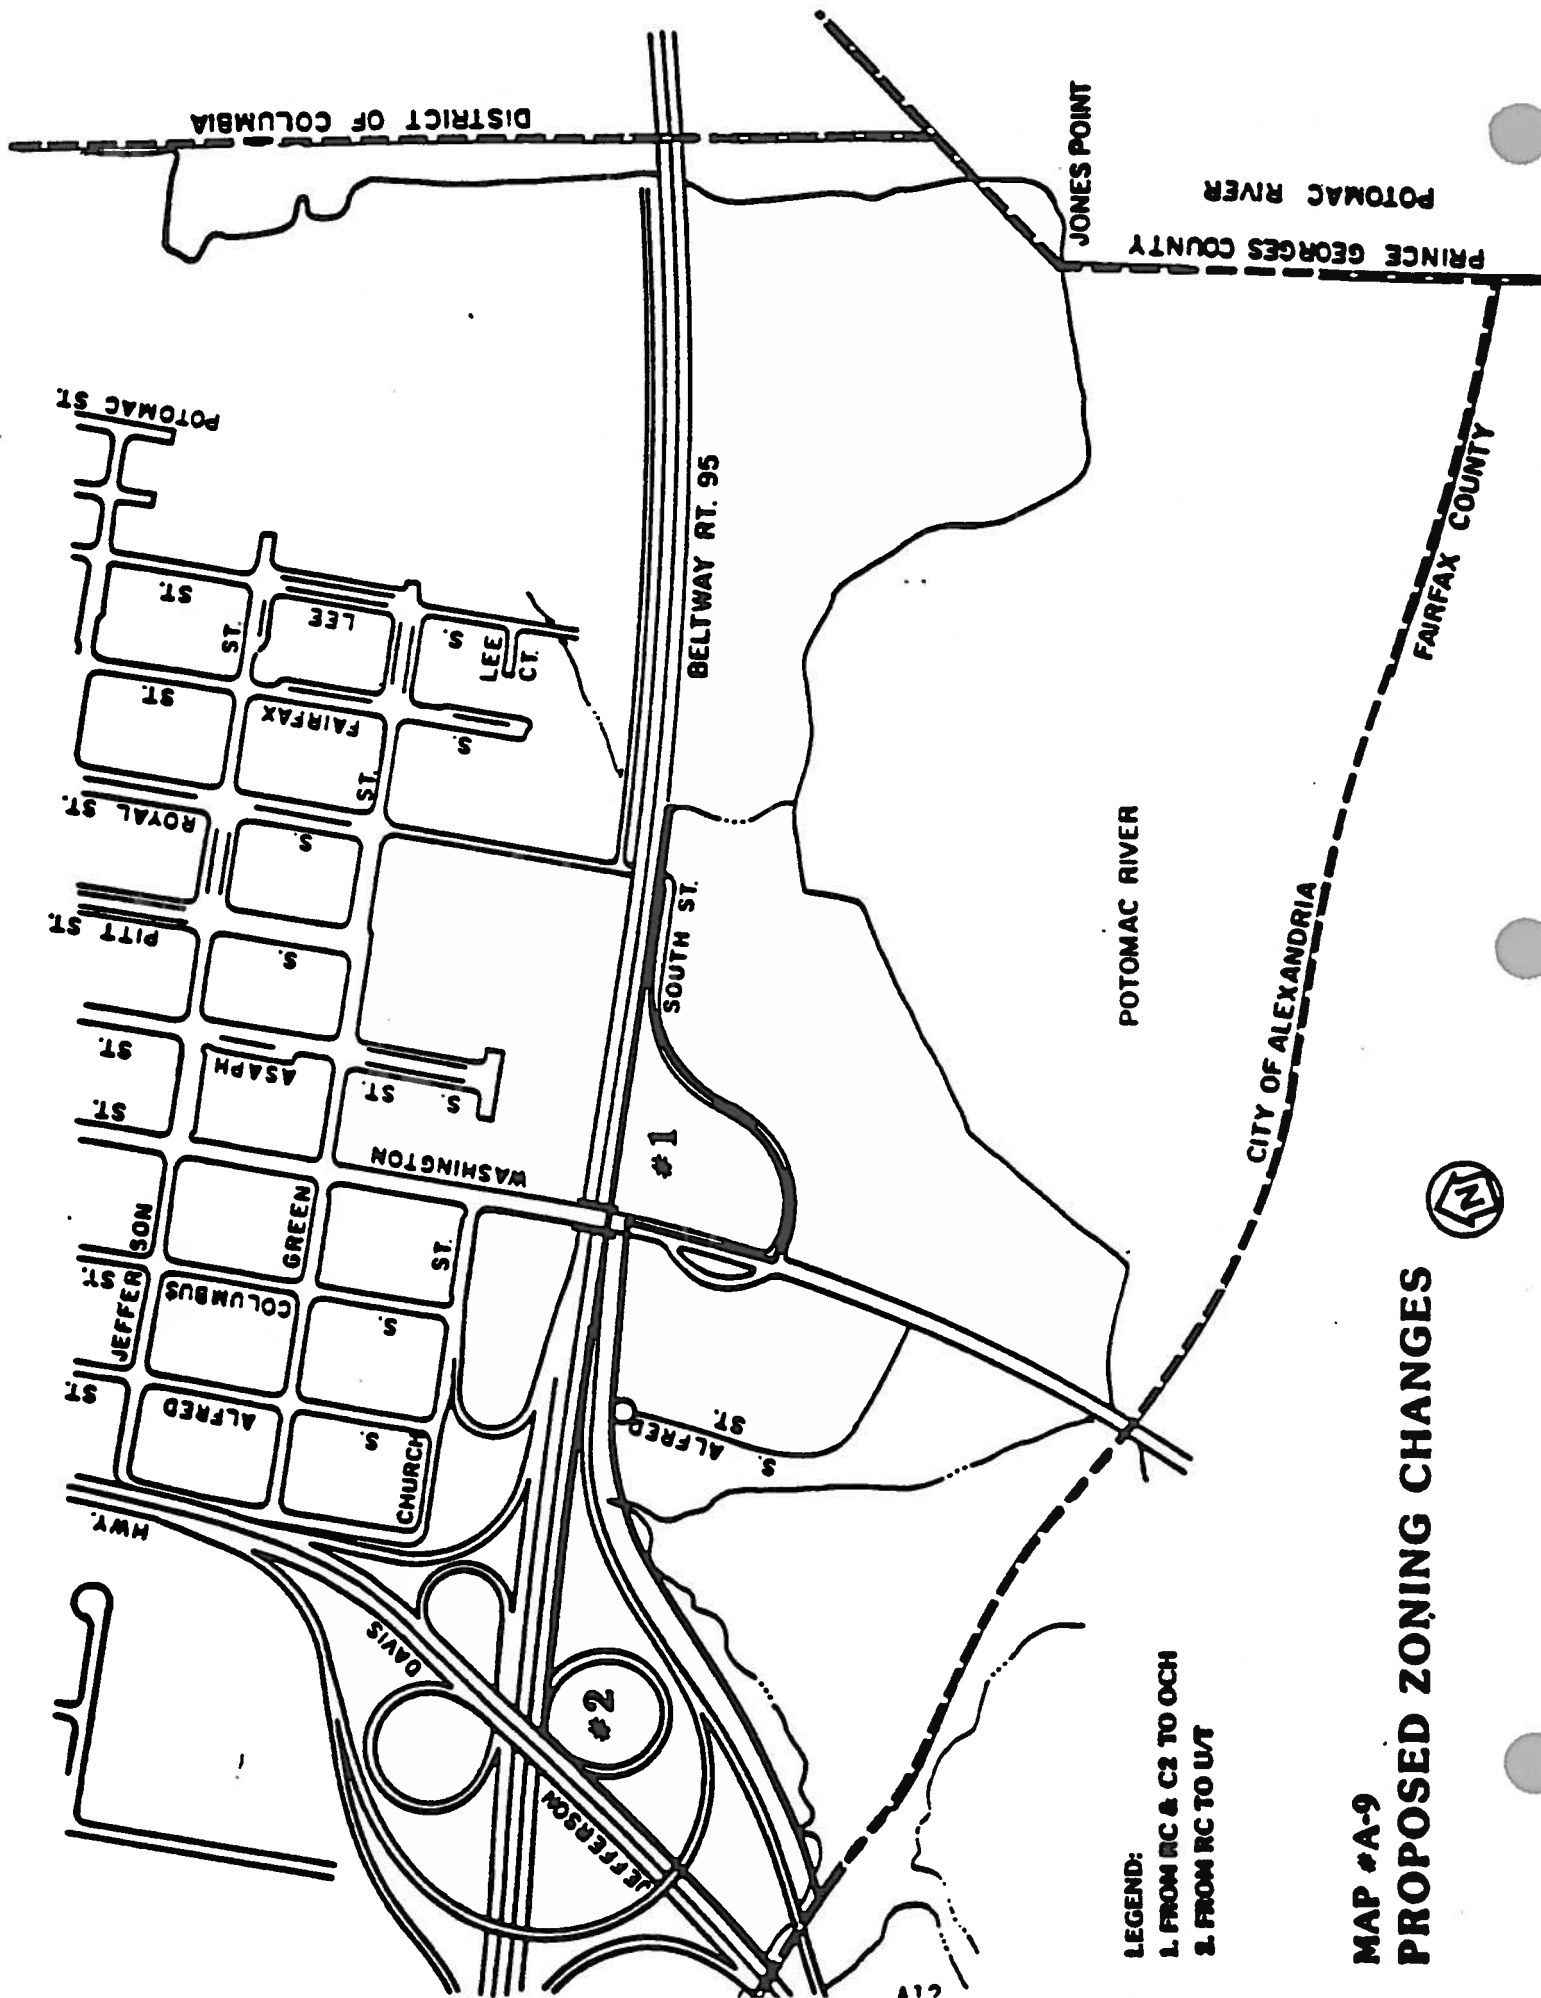 DISTRICT OF COLUMBIA
JONES POINT
POTOMAC RIVER
PRINCE GEORGES COUNTY
POTOMAC ST.
ST.
ST.
LEE
S.
LEE
CT.
ST.
FAIRFAX
S.
ST.
ROYAL ST.
S.
PITT ST.
S.
ST.
ASAPH
ST.
S.
ST.
WASHINGTON
JEFFERSON
GREEN
ST.
ST.
COLUMBUS
S.
ST.
ALFRED
S.
CHURCH
HWY.
DAVIS
JEFFERSON
BELTWAY RT. 95
SOUTH ST.
#1
#2
S. ALFRED ST.
POTOMAC RIVER
CITY OF ALEXANDRIA
FAIRFAX COUNTY
N
LEGEND:
1. FROM RC & C2 TO OCH
2. FROM RC TO U/T
MAP #A-9
PROPOSED ZONING CHANGES